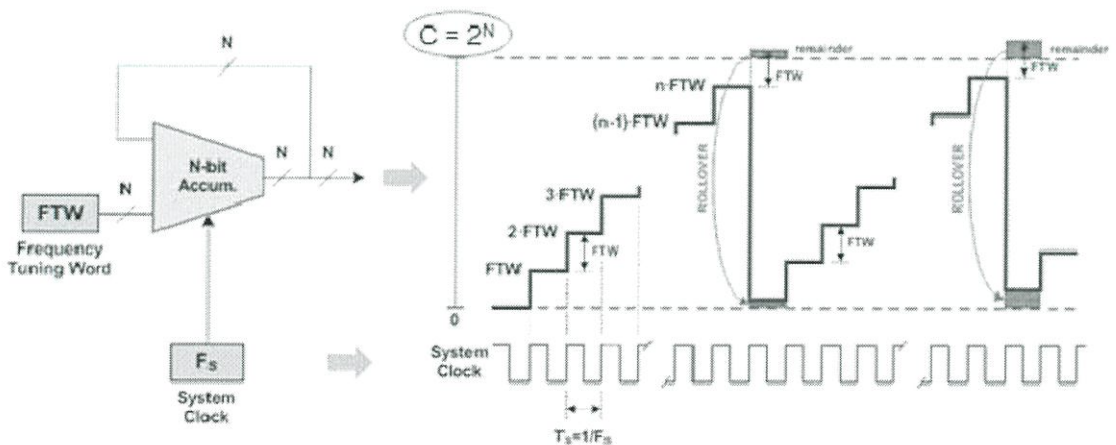 N
N-bit
Accum.
N
N
N
FTW
Frequency
Tuning Word
F_S
System
Clock
C = 2^N
0
FTW
2·FTW
3·FTW
FTW
(n-1)·FTW
n·FTW
remainder
FTW
ROLLOVER
FTW
remainder
FTW
ROLLOVER
System
Clock
T_S=1/F_S